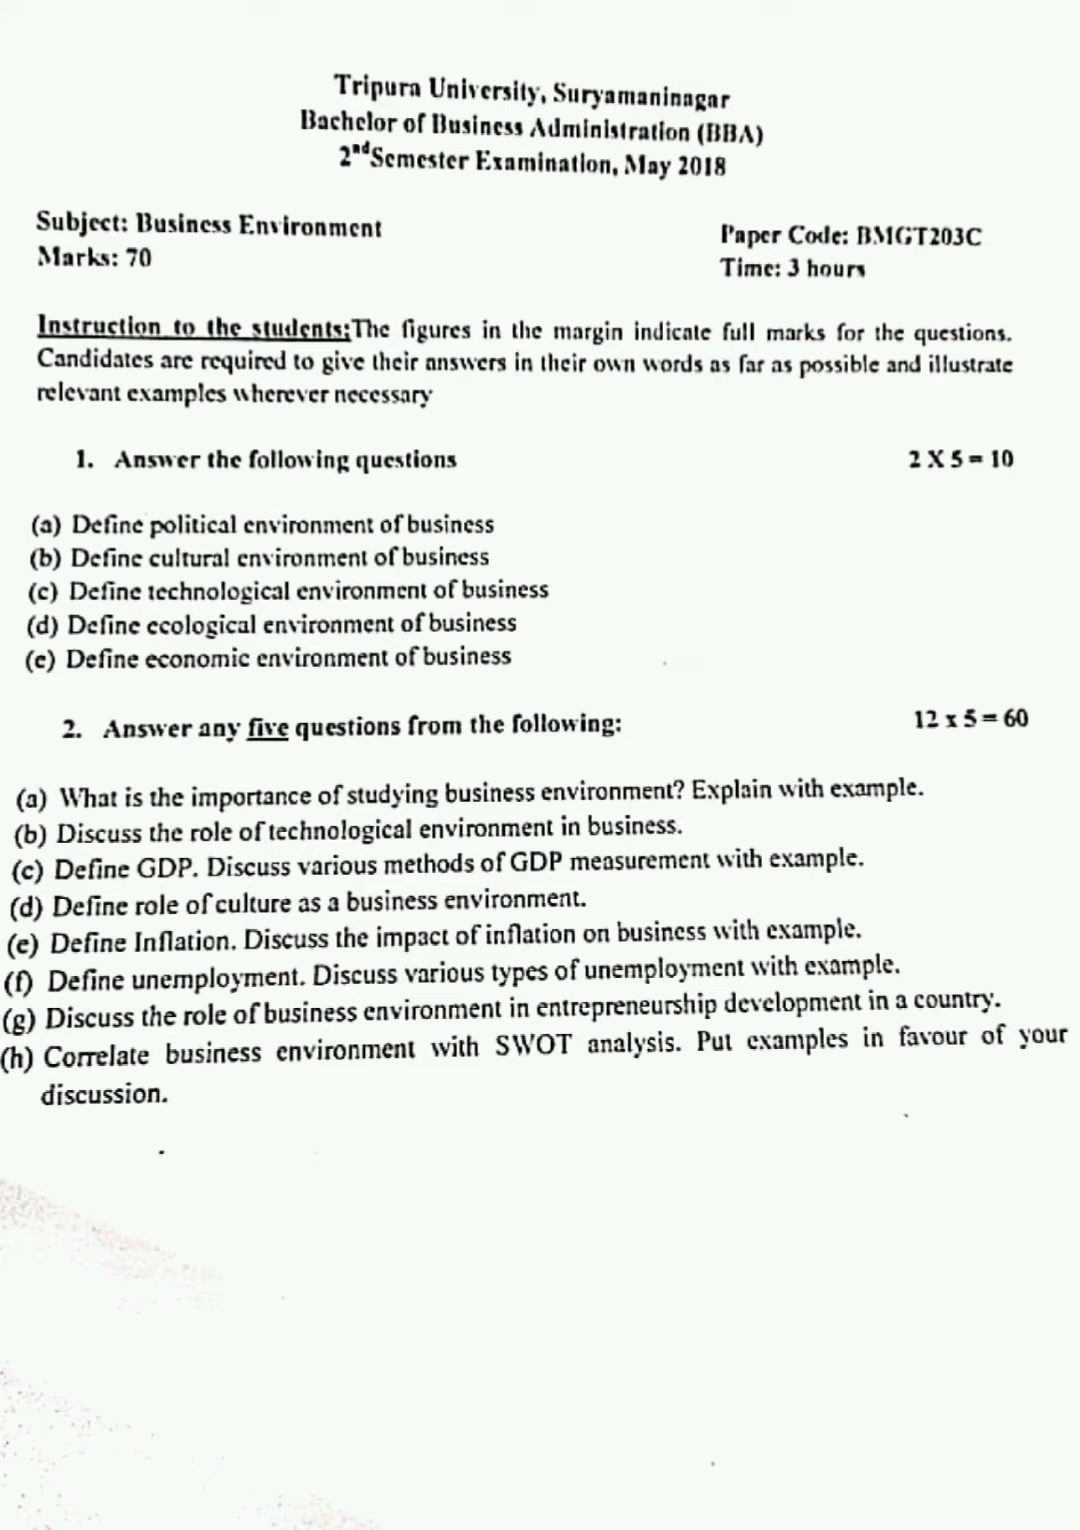 Tripura University, Suryamaninagar
Bachelor of Business Administration (BBA)
2nd Semester Examination, May 2018
Subject: Business Environment
Paper Code: BMGT203C
Marks: 70
Time: 3 hours
Instruction to the students: The figures in the margin indicate full marks for the questions.
Candidates are required to give their answers in their own words as far as possible and illustrate
relevant examples wherever necessary
1. Answer the following questions 2 X 5 = 10
(a) Define political environment of business
(b) Define cultural environment of business
(c) Define technological environment of business
(d) Define ecological environment of business
(e) Define economic environment of business
2. Answer any five questions from the following: 12 x 5 = 60
(a) What is the importance of studying business environment? Explain with example.
(b) Discuss the role of technological environment in business.
(c) Define GDP. Discuss various methods of GDP measurement with example.
(d) Define role of culture as a business environment.
(e) Define Inflation. Discuss the impact of inflation on business with example.
(f) Define unemployment. Discuss various types of unemployment with example.
(g) Discuss the role of business environment in entrepreneurship development in a country.
(h) Correlate business environment with SWOT analysis. Put examples in favour of your
discussion.